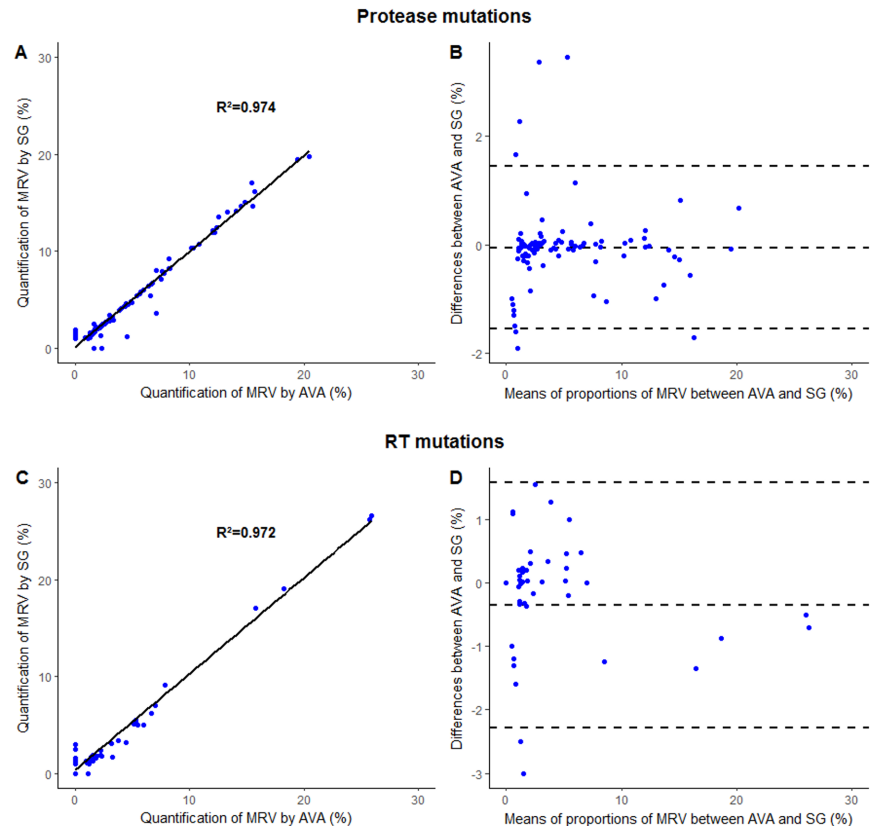 Protease mutations
A
B
R²=0.974
Quantification of MRV by SG (%)
30
20
10
0
0
10
20
30
Quantification of MRV by AVA (%)
Differences between AVA and SG (%)
2
0
-2
0
10
20
30
Means of proportions of MRV between AVA and SG (%)
RT mutations
C
D
R²=0.972
Quantification of MRV by SG (%)
30
20
10
0
0
10
20
30
Quantification of MRV by AVA (%)
Differences between AVA and SG (%)
1
0
-1
-2
-3
0
10
20
30
Means of proportions of MRV between AVA and SG (%)